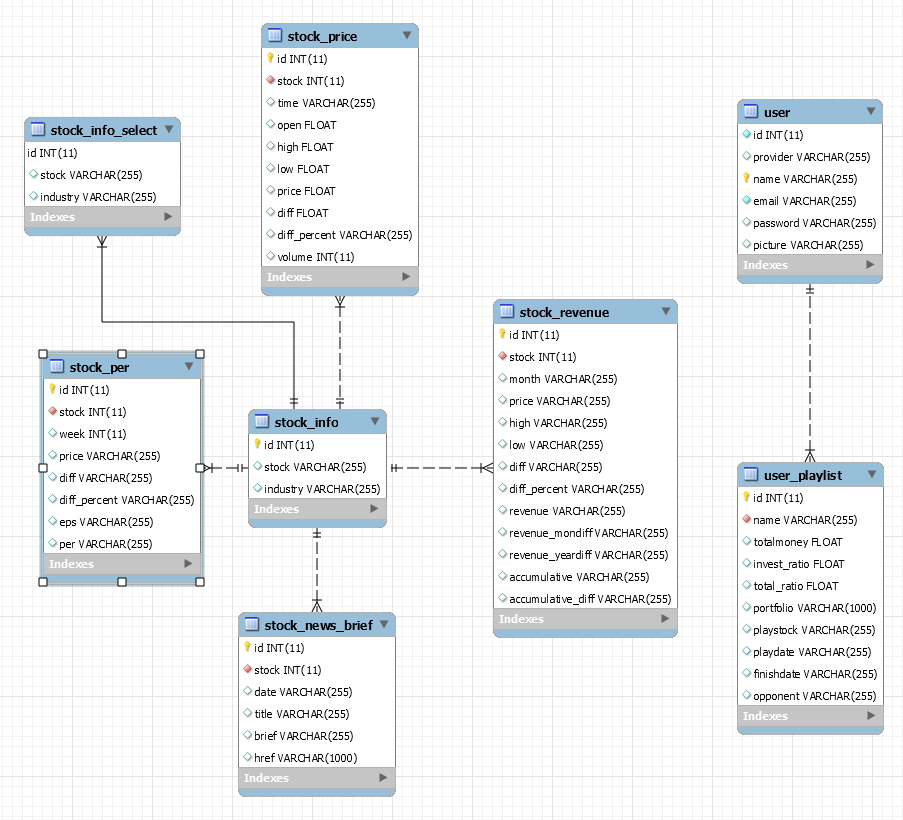 stock_price
id INT(11)
stock INT(11)
time VARCHAR(255)
open FLOAT
high FLOAT
low FLOAT
price FLOAT
diff FLOAT
diff_percent VARCHAR(255)
volume INT(11)
Indexes
stock_info_select
id INT(11)
stock VARCHAR(255)
industry VARCHAR(255)
Indexes
user
id INT(11)
provider VARCHAR(255)
name VARCHAR(255)
email VARCHAR(255)
password VARCHAR(255)
picture VARCHAR(255)
Indexes
stock_revenue
id INT(11)
stock INT(11)
month VARCHAR(255)
price VARCHAR(255)
high VARCHAR(255)
low VARCHAR(255)
diff VARCHAR(255)
diff_percent VARCHAR(255)
revenue VARCHAR(255)
revenue_mondiff VARCHAR(255)
revenue_yeardiff VARCHAR(255)
accumulative VARCHAR(255)
accumulative_diff VARCHAR(255)
Indexes
stock_per
id INT(11)
stock INT(11)
week INT(11)
price VARCHAR(255)
diff VARCHAR(255)
diff_percent VARCHAR(255)
eps VARCHAR(255)
per VARCHAR(255)
Indexes
stock_info
id INT(11)
stock VARCHAR(255)
industry VARCHAR(255)
Indexes
user_playlist
id INT(11)
name VARCHAR(255)
totalmoney FLOAT
invest_ratio FLOAT
total_ratio FLOAT
portfolio VARCHAR(1000)
playstock VARCHAR(255)
playdate VARCHAR(255)
finishdate VARCHAR(255)
opponent VARCHAR(255)
Indexes
stock_news_brief
id INT(11)
stock INT(11)
date VARCHAR(255)
title VARCHAR(255)
brief VARCHAR(255)
href VARCHAR(1000)
Indexes